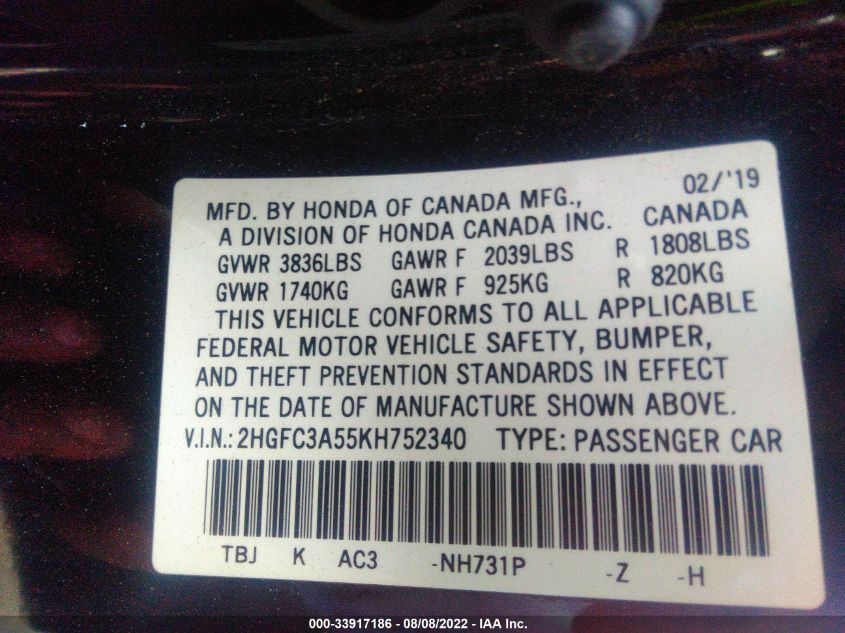 02/'19
MFD. BY HONDA OF CANADA MFG.,
A DIVISION OF HONDA CANADA INC. CANADA
GVWR 3836LBS GAWR F 2039LBS R 1808LBS
GVWR 1740KG GAWR F 925KG R 820KG
THIS VEHICLE CONFORMS TO ALL APPLICABLE
FEDERAL MOTOR VEHICLE SAFETY, BUMPER,
AND THEFT PREVENTION STANDARDS IN EFFECT
ON THE DATE OF MANUFACTURE SHOWN ABOVE.
V.I.N.: 2HGFC3A55KH752340 TYPE: PASSENGER CAR
TBJ K AC3 -NH731P -Z -H
000-33917186 - 08/08/2022 - IAA Inc.